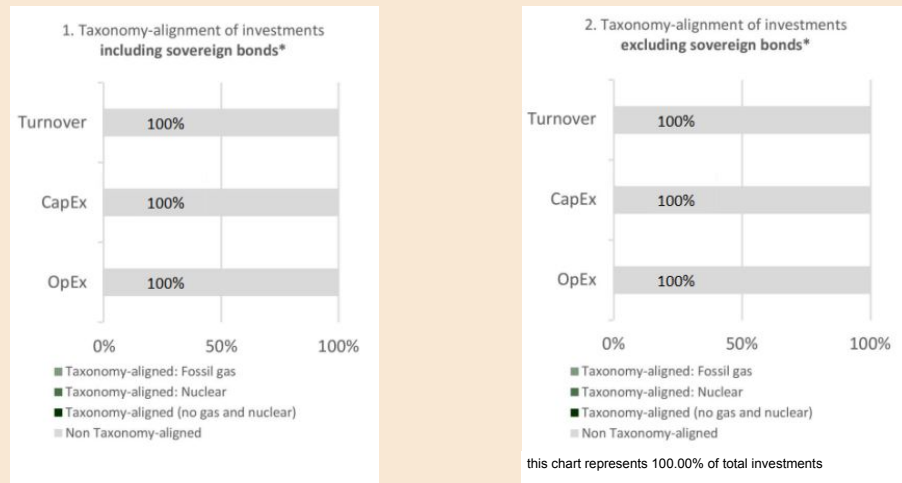 1. Taxonomy-alignment of investments
including sovereign bonds*
Turnover
100%
CapEx
100%
OpEx
100%
0% 50% 100%
Taxonomy-aligned: Fossil gas
Taxonomy-aligned: Nuclear
Taxonomy-aligned (no gas and nuclear)
Non Taxonomy-aligned
2. Taxonomy-alignment of investments
excluding sovereign bonds*
Turnover
100%
CapEx
100%
OpEx
100%
0% 50% 100%
Taxonomy-aligned: Fossil gas
Taxonomy-aligned: Nuclear
Taxonomy-aligned (no gas and nuclear)
Non Taxonomy-aligned
this chart represents 100.00% of total investments